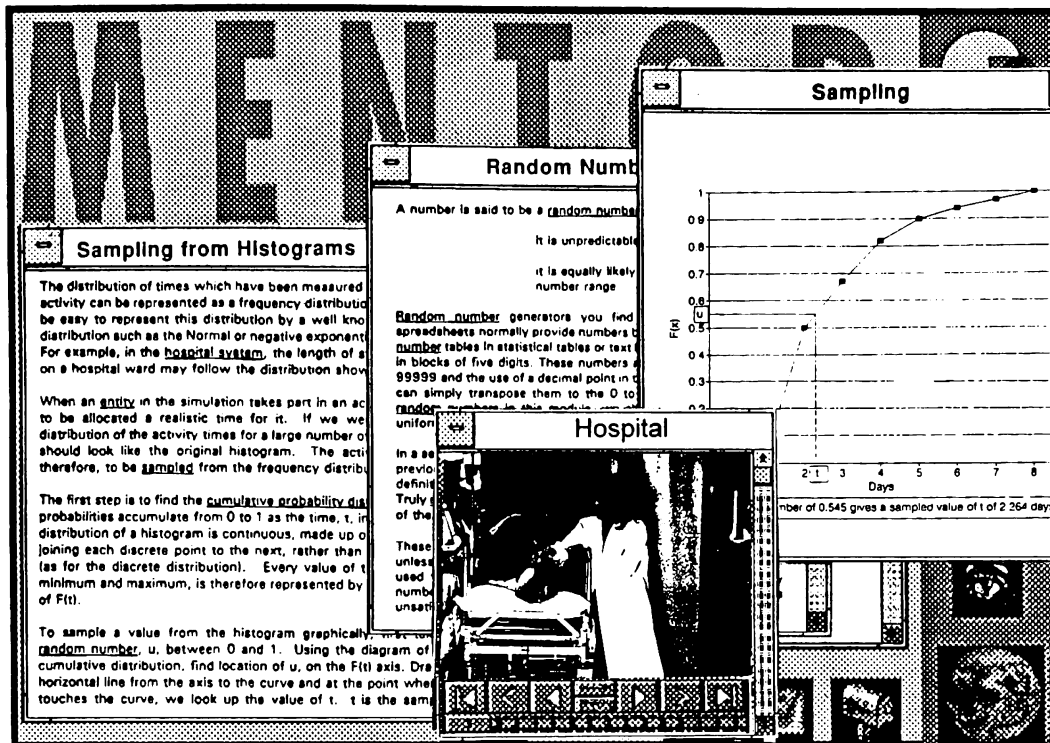 MENTOR
Sampling from Histograms
The distribution of times which have been measured
activity can be represented as a frequency distributio
be easy to represent this distribution by a well kno
distribution such as the Normal or negative exponenti
For example, in the hospital system, the length of s
on a hospital ward may follow the distribution show
When an entity in the simulation takes part in an ac
to be allocated a realistic time for it. If we we
distribution of the activity times for a large number o
should look like the original histogram. The acti
therefore, to be sampled from the frequency distribu
The first step is to find the cumulative probability dis
probabilities accumulate from 0 to 1 as the time, t, in
distribution of a histogram is continuous, made up o
joining each discrete point to the next, rather than
(as for the discrete distribution). Every value of t
minimum and maximum, is therefore represented by
of F(t).
To sample a value from the histogram graphically, first
random number, u, between 0 and 1. Using the diagram of
cumulative distribution, find location of u, on the F(t) axis. Dra
horizontal line from the axis to the curve and at the point whe
touches the curve, we look up the value of t. t is the sam
Random Numb
A number is said to be a random number
It is unpredictable
it is equally likely
number range
Random number generators you find
spreadsheets normally provide numbers b
number tables in statistical tables or text
in blocks of five digits. These numbers a
99999 and the use of a decimal point in
can simply transpose them to the 0 to
random numbers in this module
unifor
In a se
previo
definit
Truly
of the
These
unless
used
numbe
unsati
Sampling
1
0.9
0.8
0.7
0.6
u
0.5
0.4
0.3
0.2
F(x)
2 t 3 4 5 6 7 8
Days
mber of 0.545 gives a sampled value of t of 2.264 days
Hospital